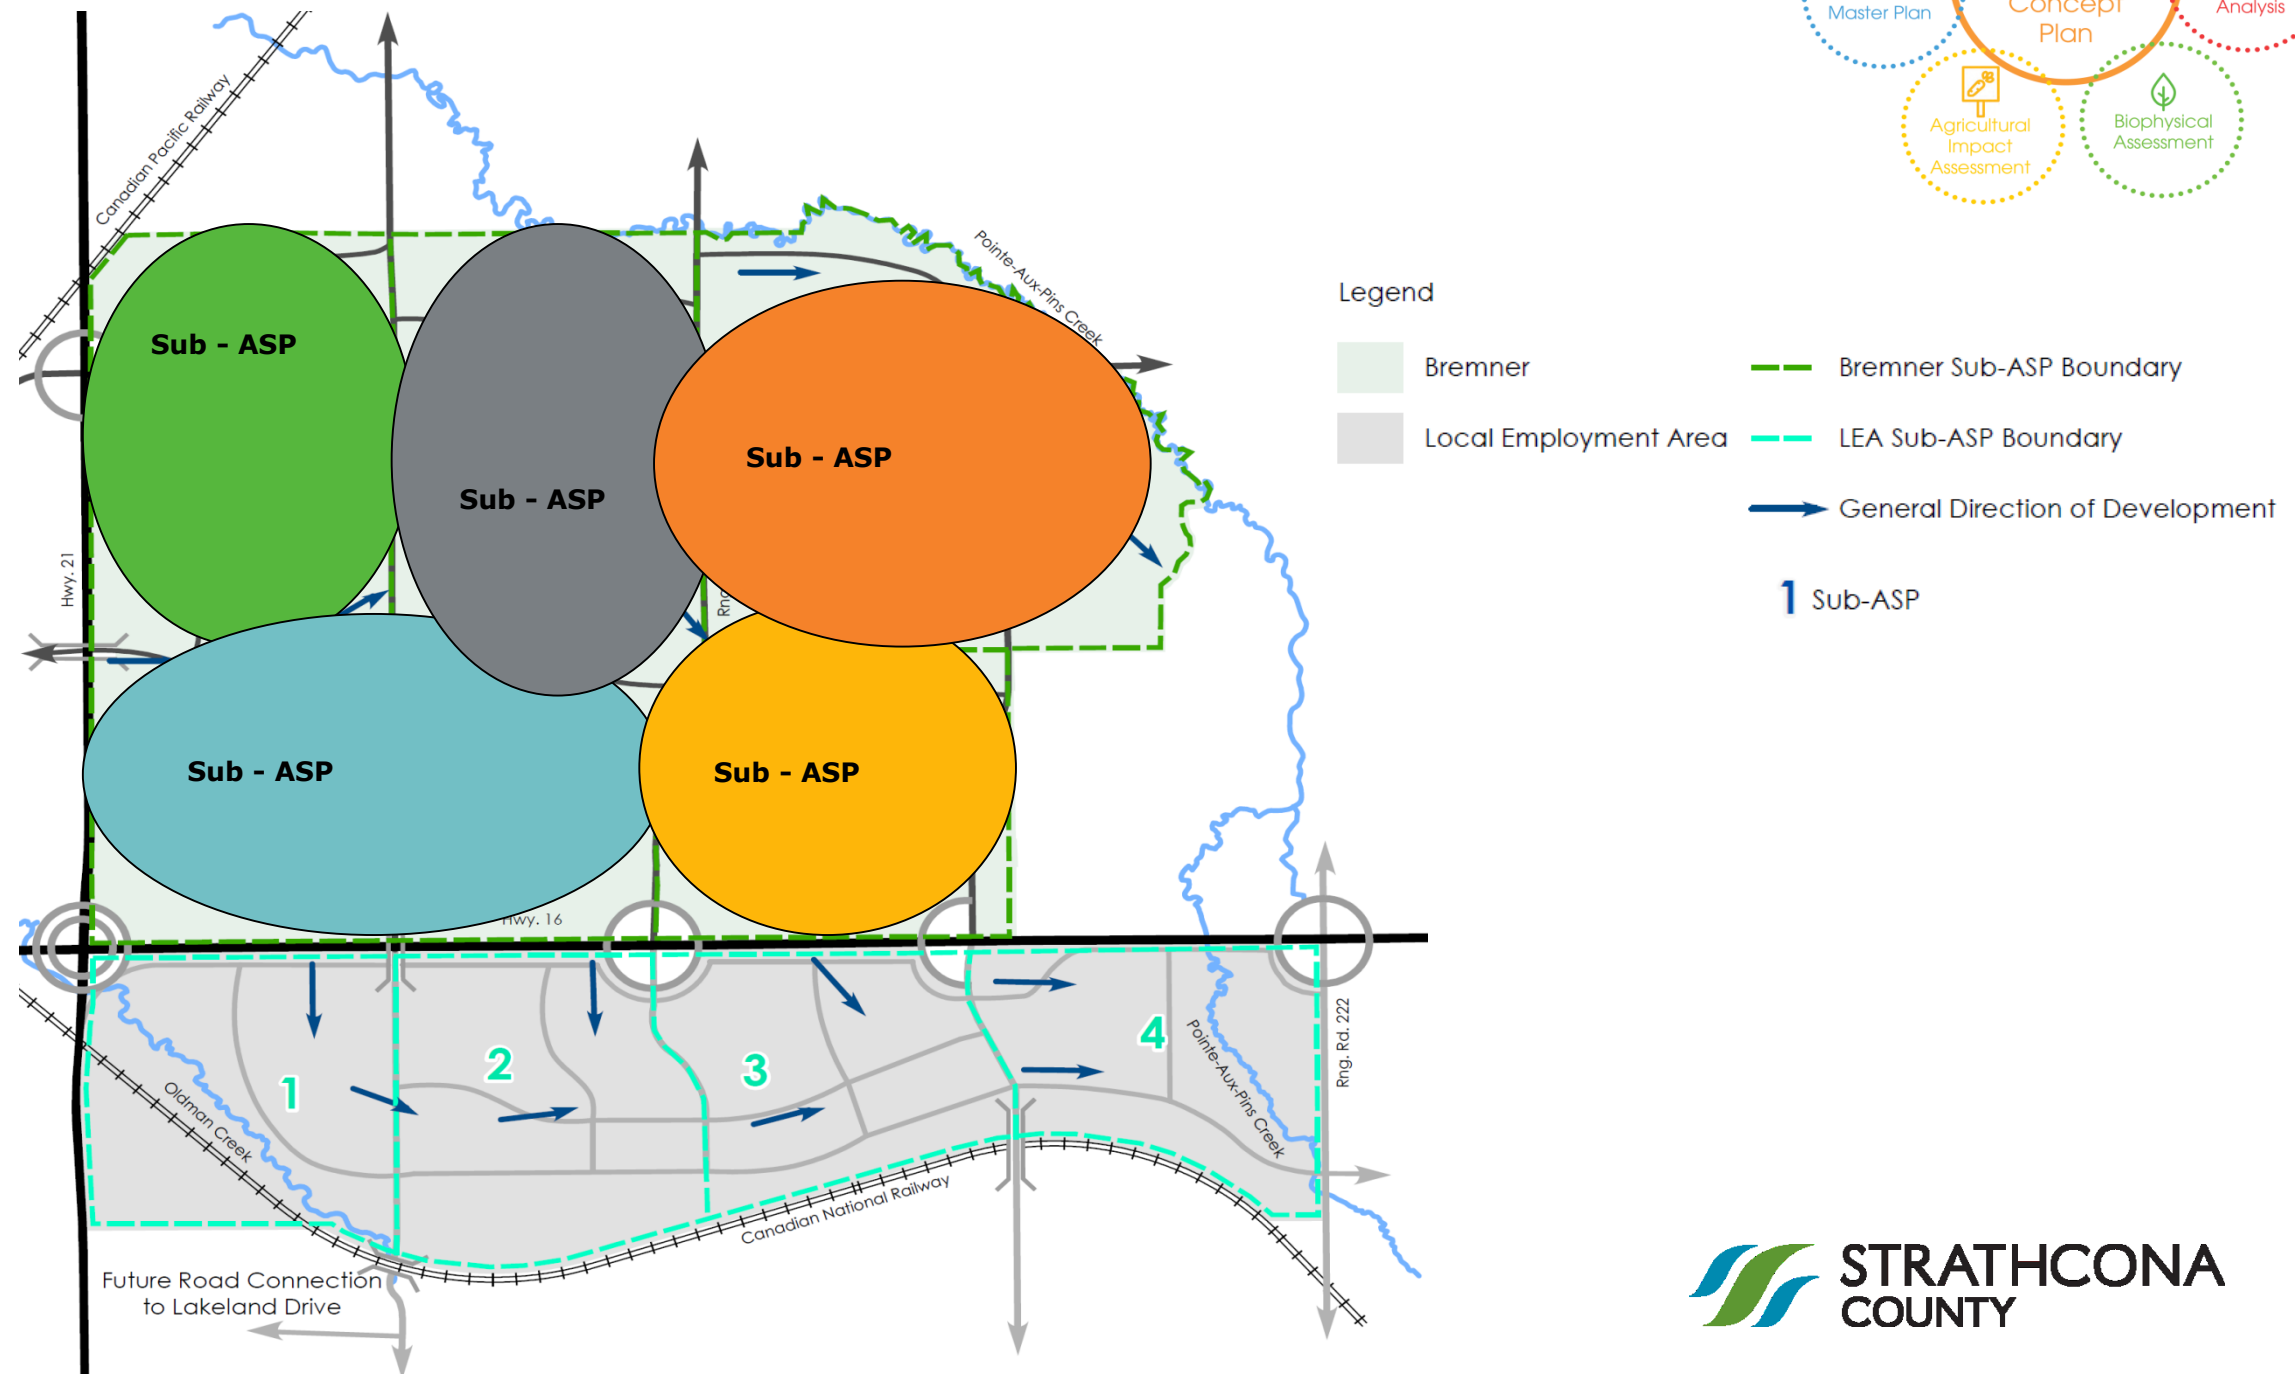 Master Plan
Concept
Plan
Analysis
Agricultural
Impact
Assessment
Biophysical
Assessment
Canadian Pacific Railway
Pointe-Aux-Pins Creek
Legend
Bremner
Bremner Sub-ASP Boundary
Local Employment Area
LEA Sub-ASP Boundary
General Direction of Development
1 Sub-ASP
Sub - ASP
Sub - ASP
Sub - ASP
Hwy. 21
Sub - ASP
Sub - ASP
Hwy. 16
1
2
3
4
Oldman Creek
Pointe-Aux-Pins Creek
Rng. Rd. 222
Canadian National Railway
Future Road Connection
to Lakeland Drive
STRATHCONA
COUNTY